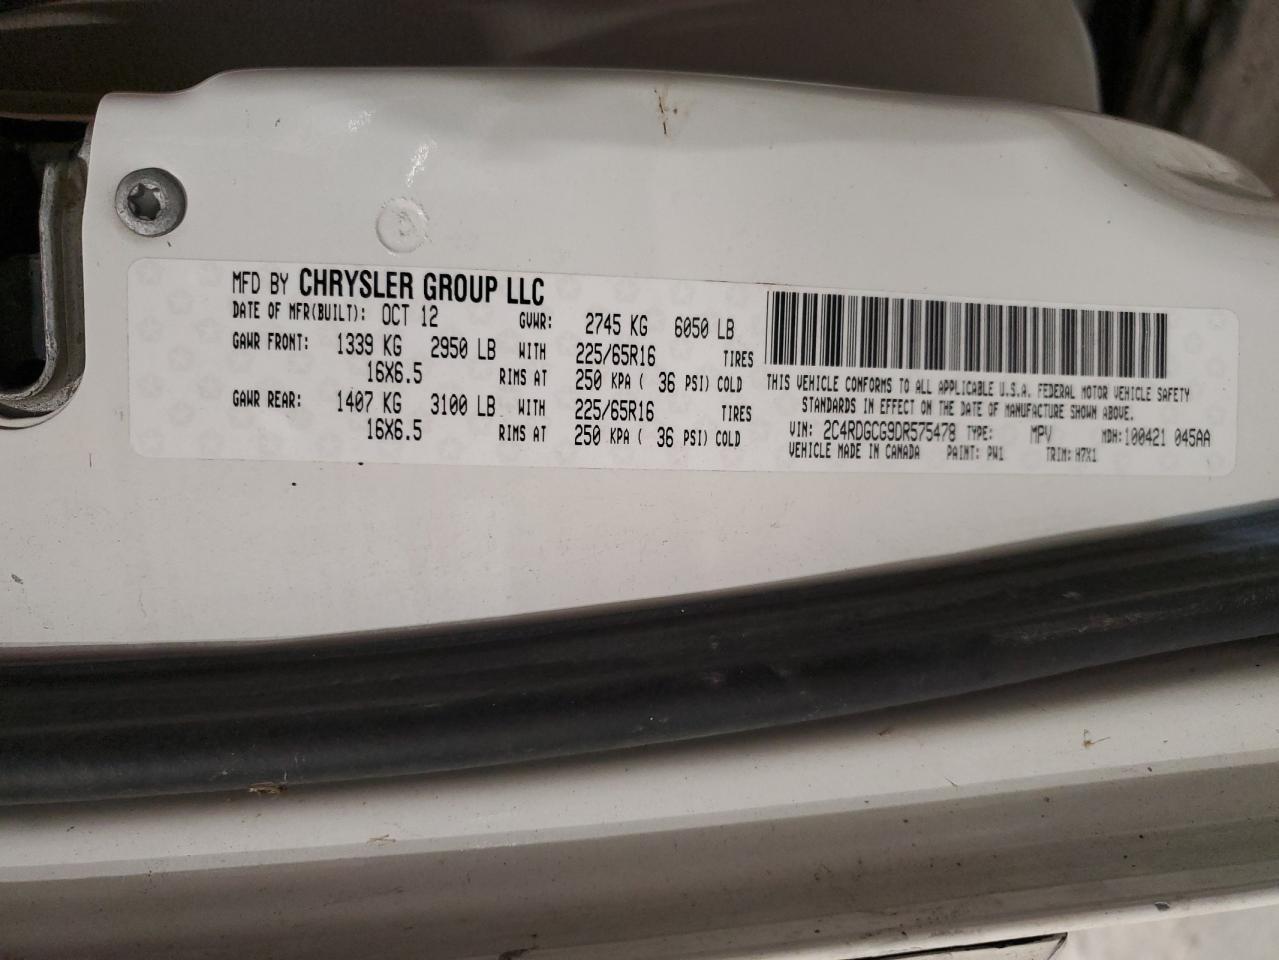 MFD BY CHRYSLER GROUP LLC
DATE OF MFR(BUILT): OCT 12 GVWR: 2745 KG 6050 LB
GAWR FRONT: 1339 KG 2950 LB WITH 225/65R16 TIRES
16X6.5 RIMS AT 250 KPA ( 36 PSI) COLD
GAWR REAR: 1407 KG 3100 LB WITH 225/65R16 TIRES
16X6.5 RIMS AT 250 KPA ( 36 PSI) COLD
THIS VEHICLE CONFORMS TO ALL APPLICABLE U.S.A. FEDERAL MOTOR VEHICLE SAFETY
STANDARDS IN EFFECT ON THE DATE OF MANUFACTURE SHOWN ABOVE.
VIN: 2C4RDGCG9DR575478 TYPE: MPV MDH:100421 045AA
VEHICLE MADE IN CANADA PAINT: PW1 TRIM: H7X1